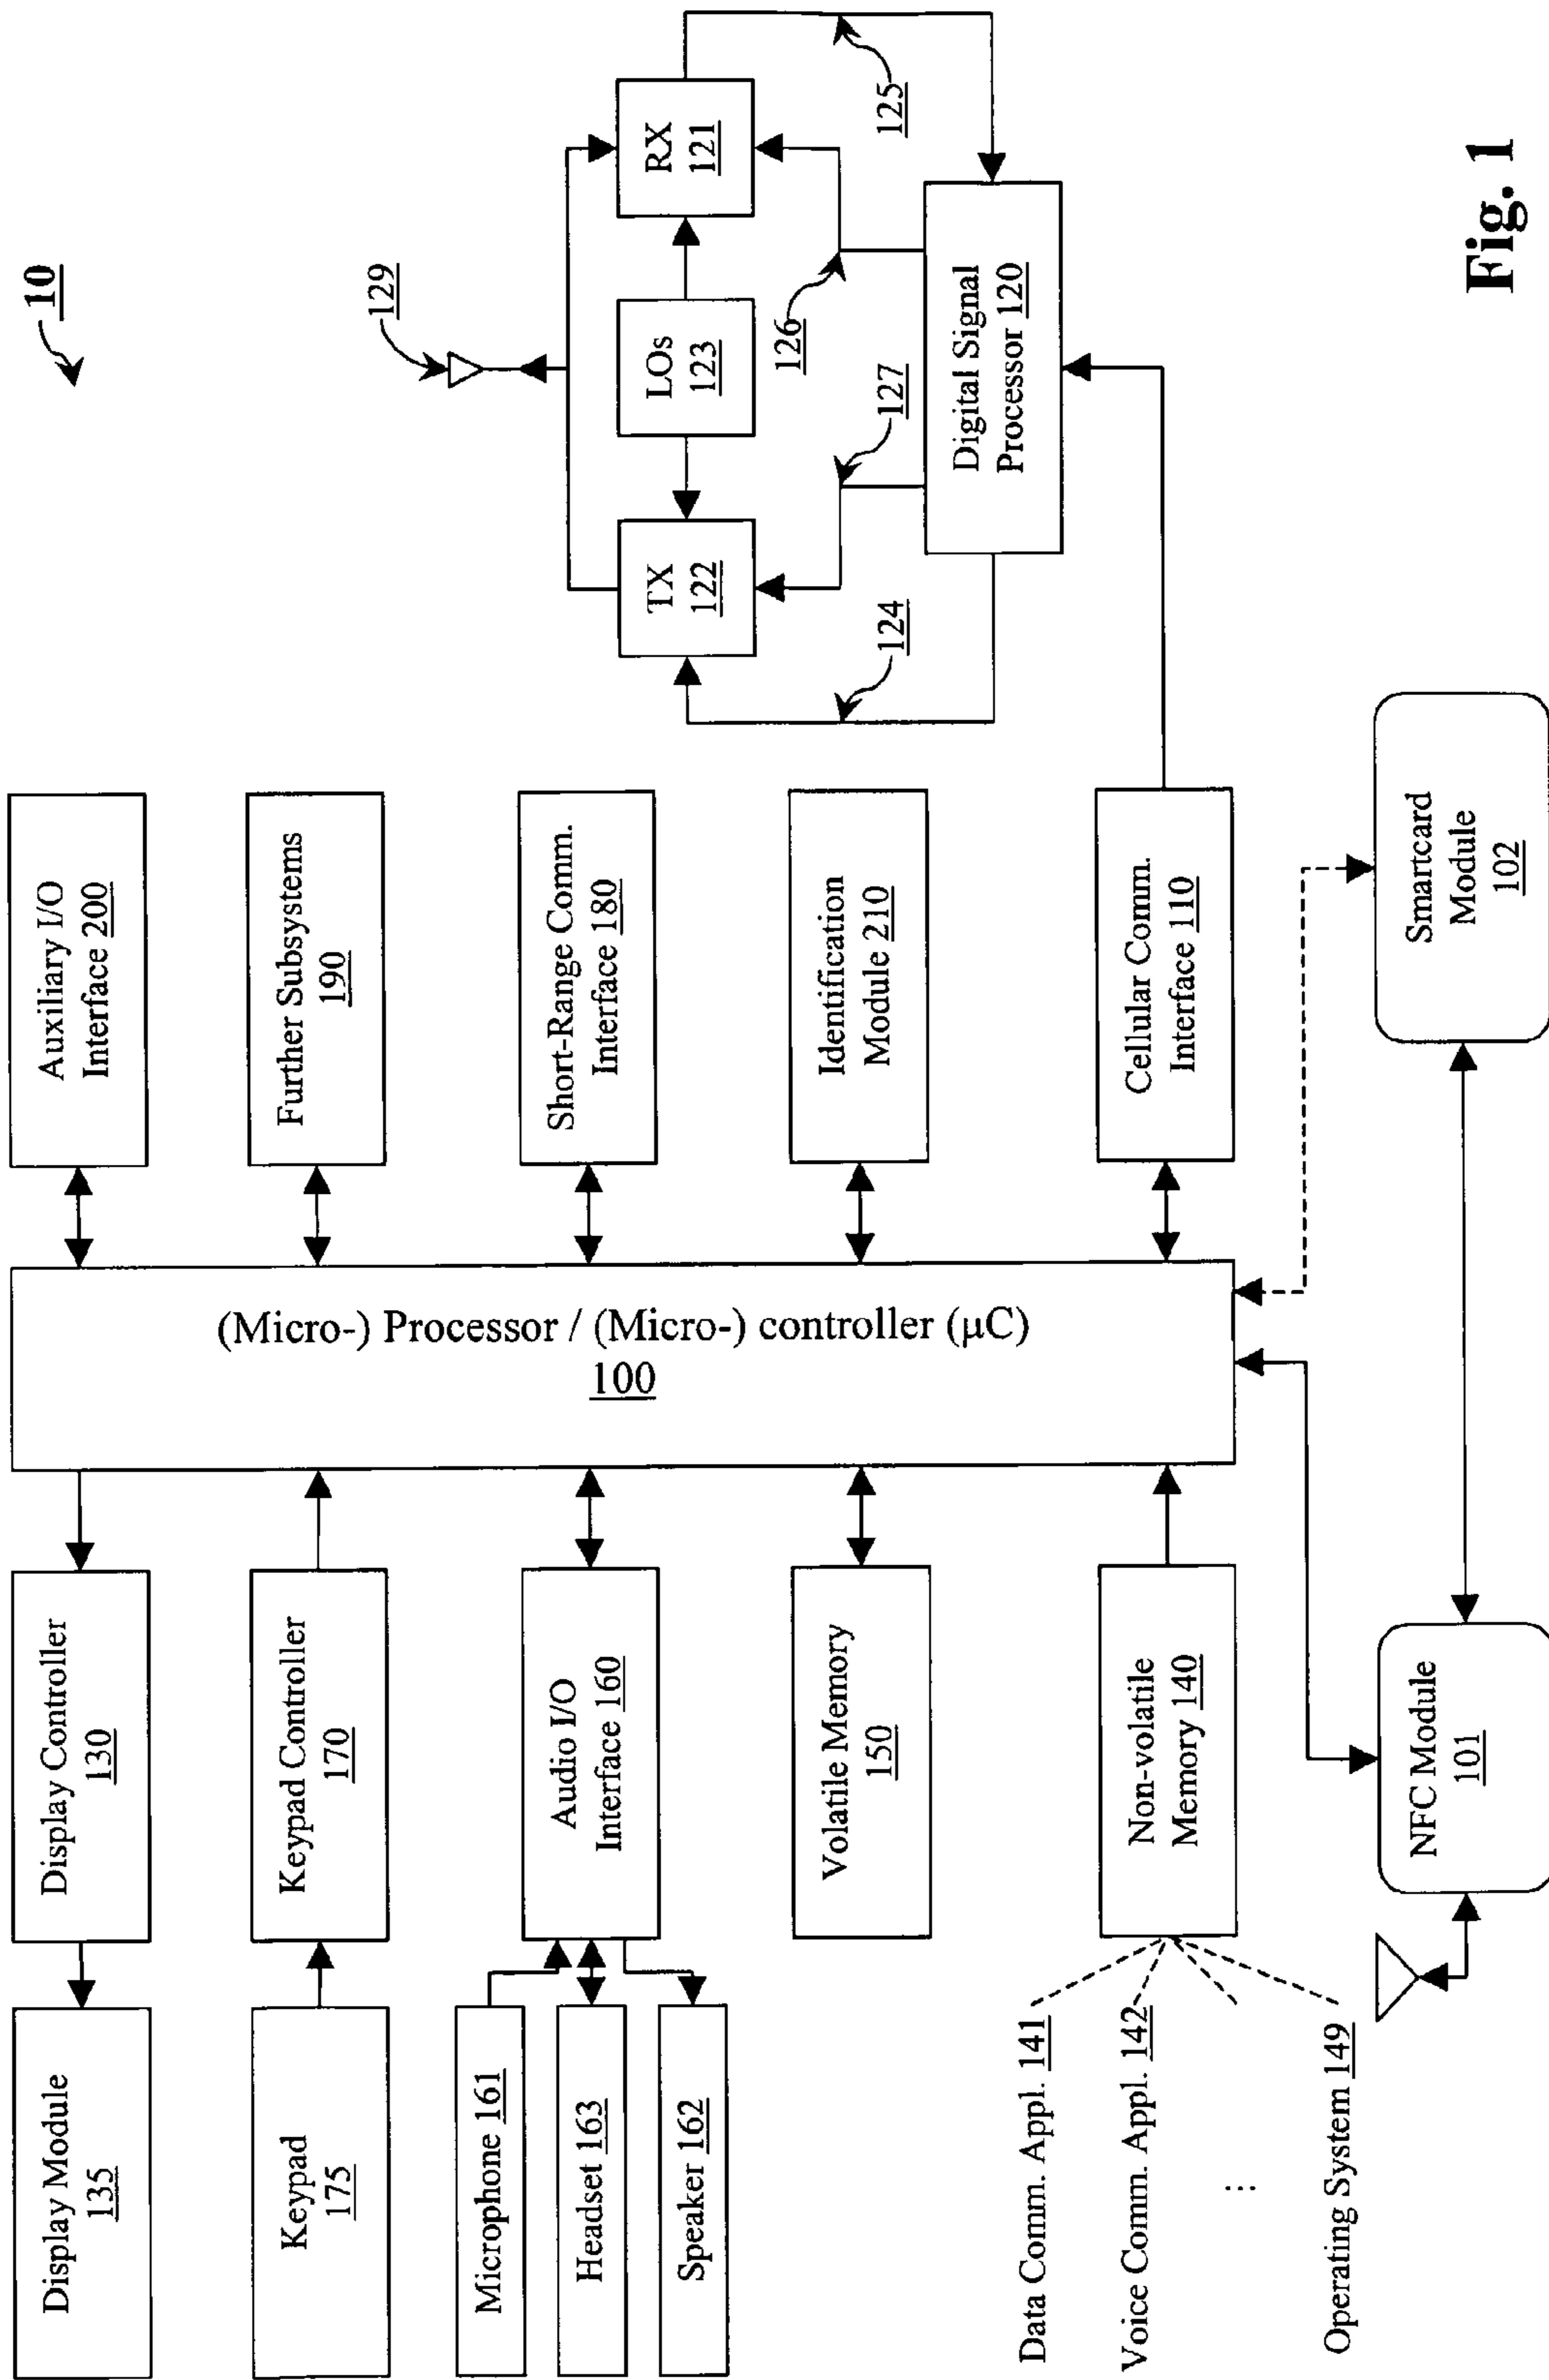 10
Display Module
135
Display Controller
130
Auxiliary I/O
Interface 200
Keypad
175
Keypad Controller
170
Further Subsystems
190
Microphone 161
Headset 163
Speaker 162
Audio I/O
Interface 160
Short-Range Comm.
Interface 180
Volatile Memory
150
Identification
Module 210
Data Comm. Appl. 141
Voice Comm. Appl. 142
...
Operating System 149
Non-volatile
Memory 140
Cellular Comm.
Interface 110
(Micro-) Processor / (Micro-) controller (µC)
100
NFC Module
101
Smartcard
Module
102
129
TX
122
LOs
123
RX
121
124
127
126
125
Digital Signal
Processor 120
Fig. 1